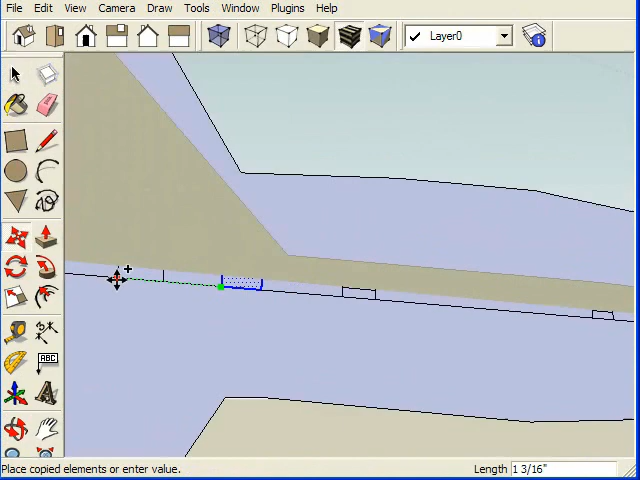 File Edit View Camera Draw Tools Window Plugins Help
Layer0
ABC
Place copied elements or enter value. Length 1 3/16"